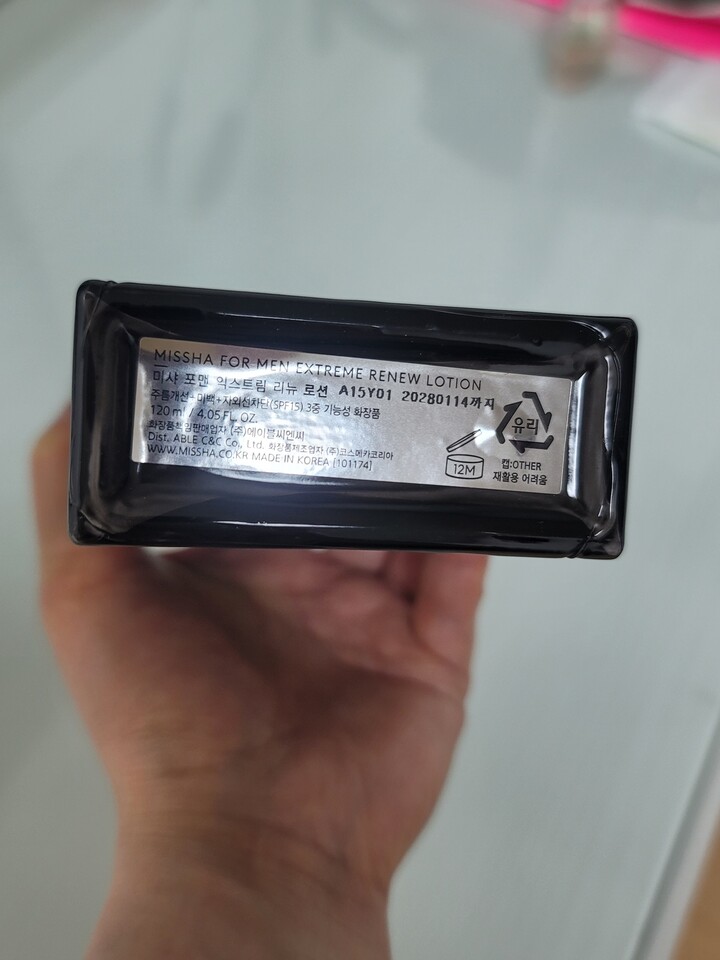 MISSHA FOR MEN EXTREME RENEW LOTION
미샤 포맨 익스트림 리뉴 로션 A15Y01 20280114까지
주름개선+미백+자외선차단(SPF15) 3중 기능성 화장품
120 ml / 4.05 FL. OZ.
화장품책임판매업자 (주)에이블씨엔씨
Dist. ABLE C&C Co., Ltd. 화장품제조업자 (주)코스메카코리아
WWW.MISSHA.CO.KR MADE IN KOREA [101174]
12M
유리
캡:OTHER
재활용 어려움